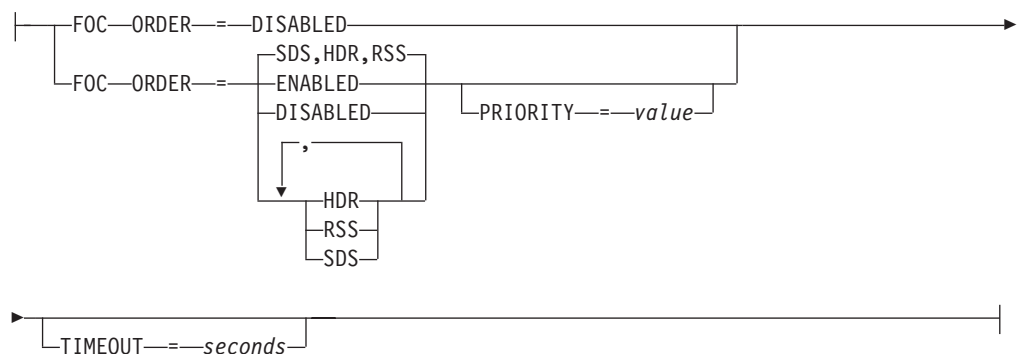 FOC ORDER = DISABLED
SDS,HDR,RSS
FOC ORDER = ENABLED
PRIORITY = value
DISABLED
,
HDR
RSS
SDS
TIMEOUT = seconds